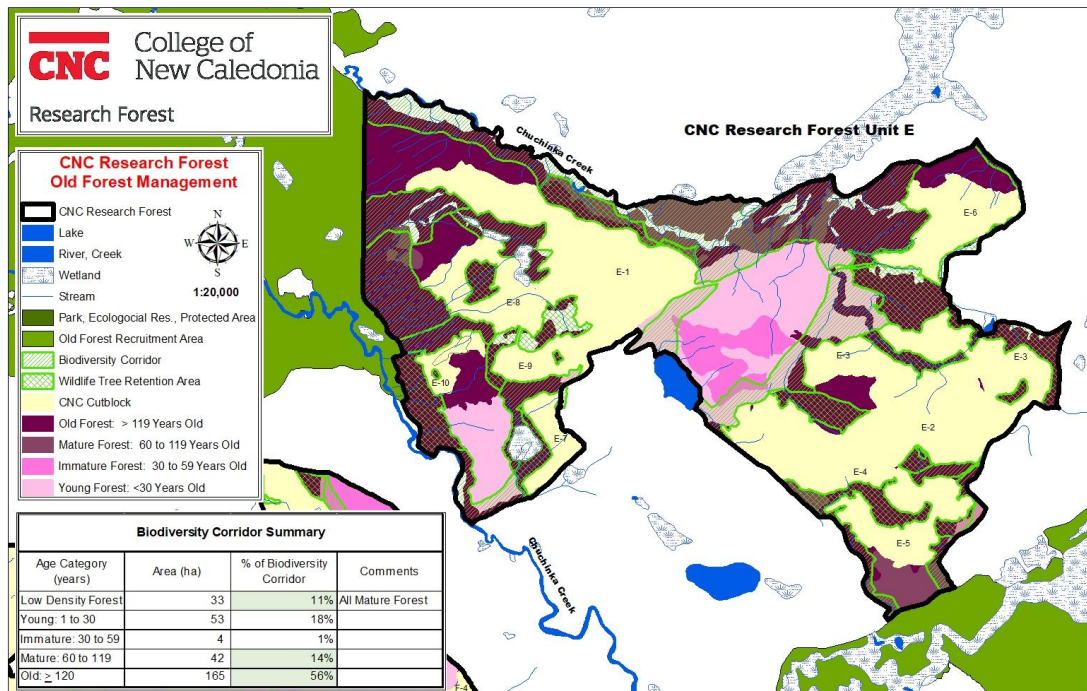 CNC
College of
New Caledonia
Research Forest
CNC Research Forest
Old Forest Management
CNC Research Forest
Lake
River, Creek
Wetland
Stream
Park, Ecologocial Res., Protected Area
Old Forest Recruitment Area
Biodiversity Corridor
Wildlife Tree Retention Area
CNC Cutblock
Old Forest: > 119 Years Old
Mature Forest: 60 to 119 Years Old
Immature Forest: 30 to 59 Years Old
Young Forest: <30 Years Old
N
W E
S
1:20,000
CNC Research Forest Unit E
Chuchinka Creek
E-6
E-1
E-8
E-3
E-3
E-9
E-10
E-2
E-7
E-4
E-5
Chuchinka Creek
E-4
Biodiversity Corridor Summary
Age Category (years) Area (ha) % of Biodiversity Corridor Comments
Low Density Forest 33 11% All Mature Forest
Young: 1 to 30 53 18%
Immature: 30 to 59 4 1%
Mature: 60 to 119 42 14%
Old: ≥ 120 165 56%